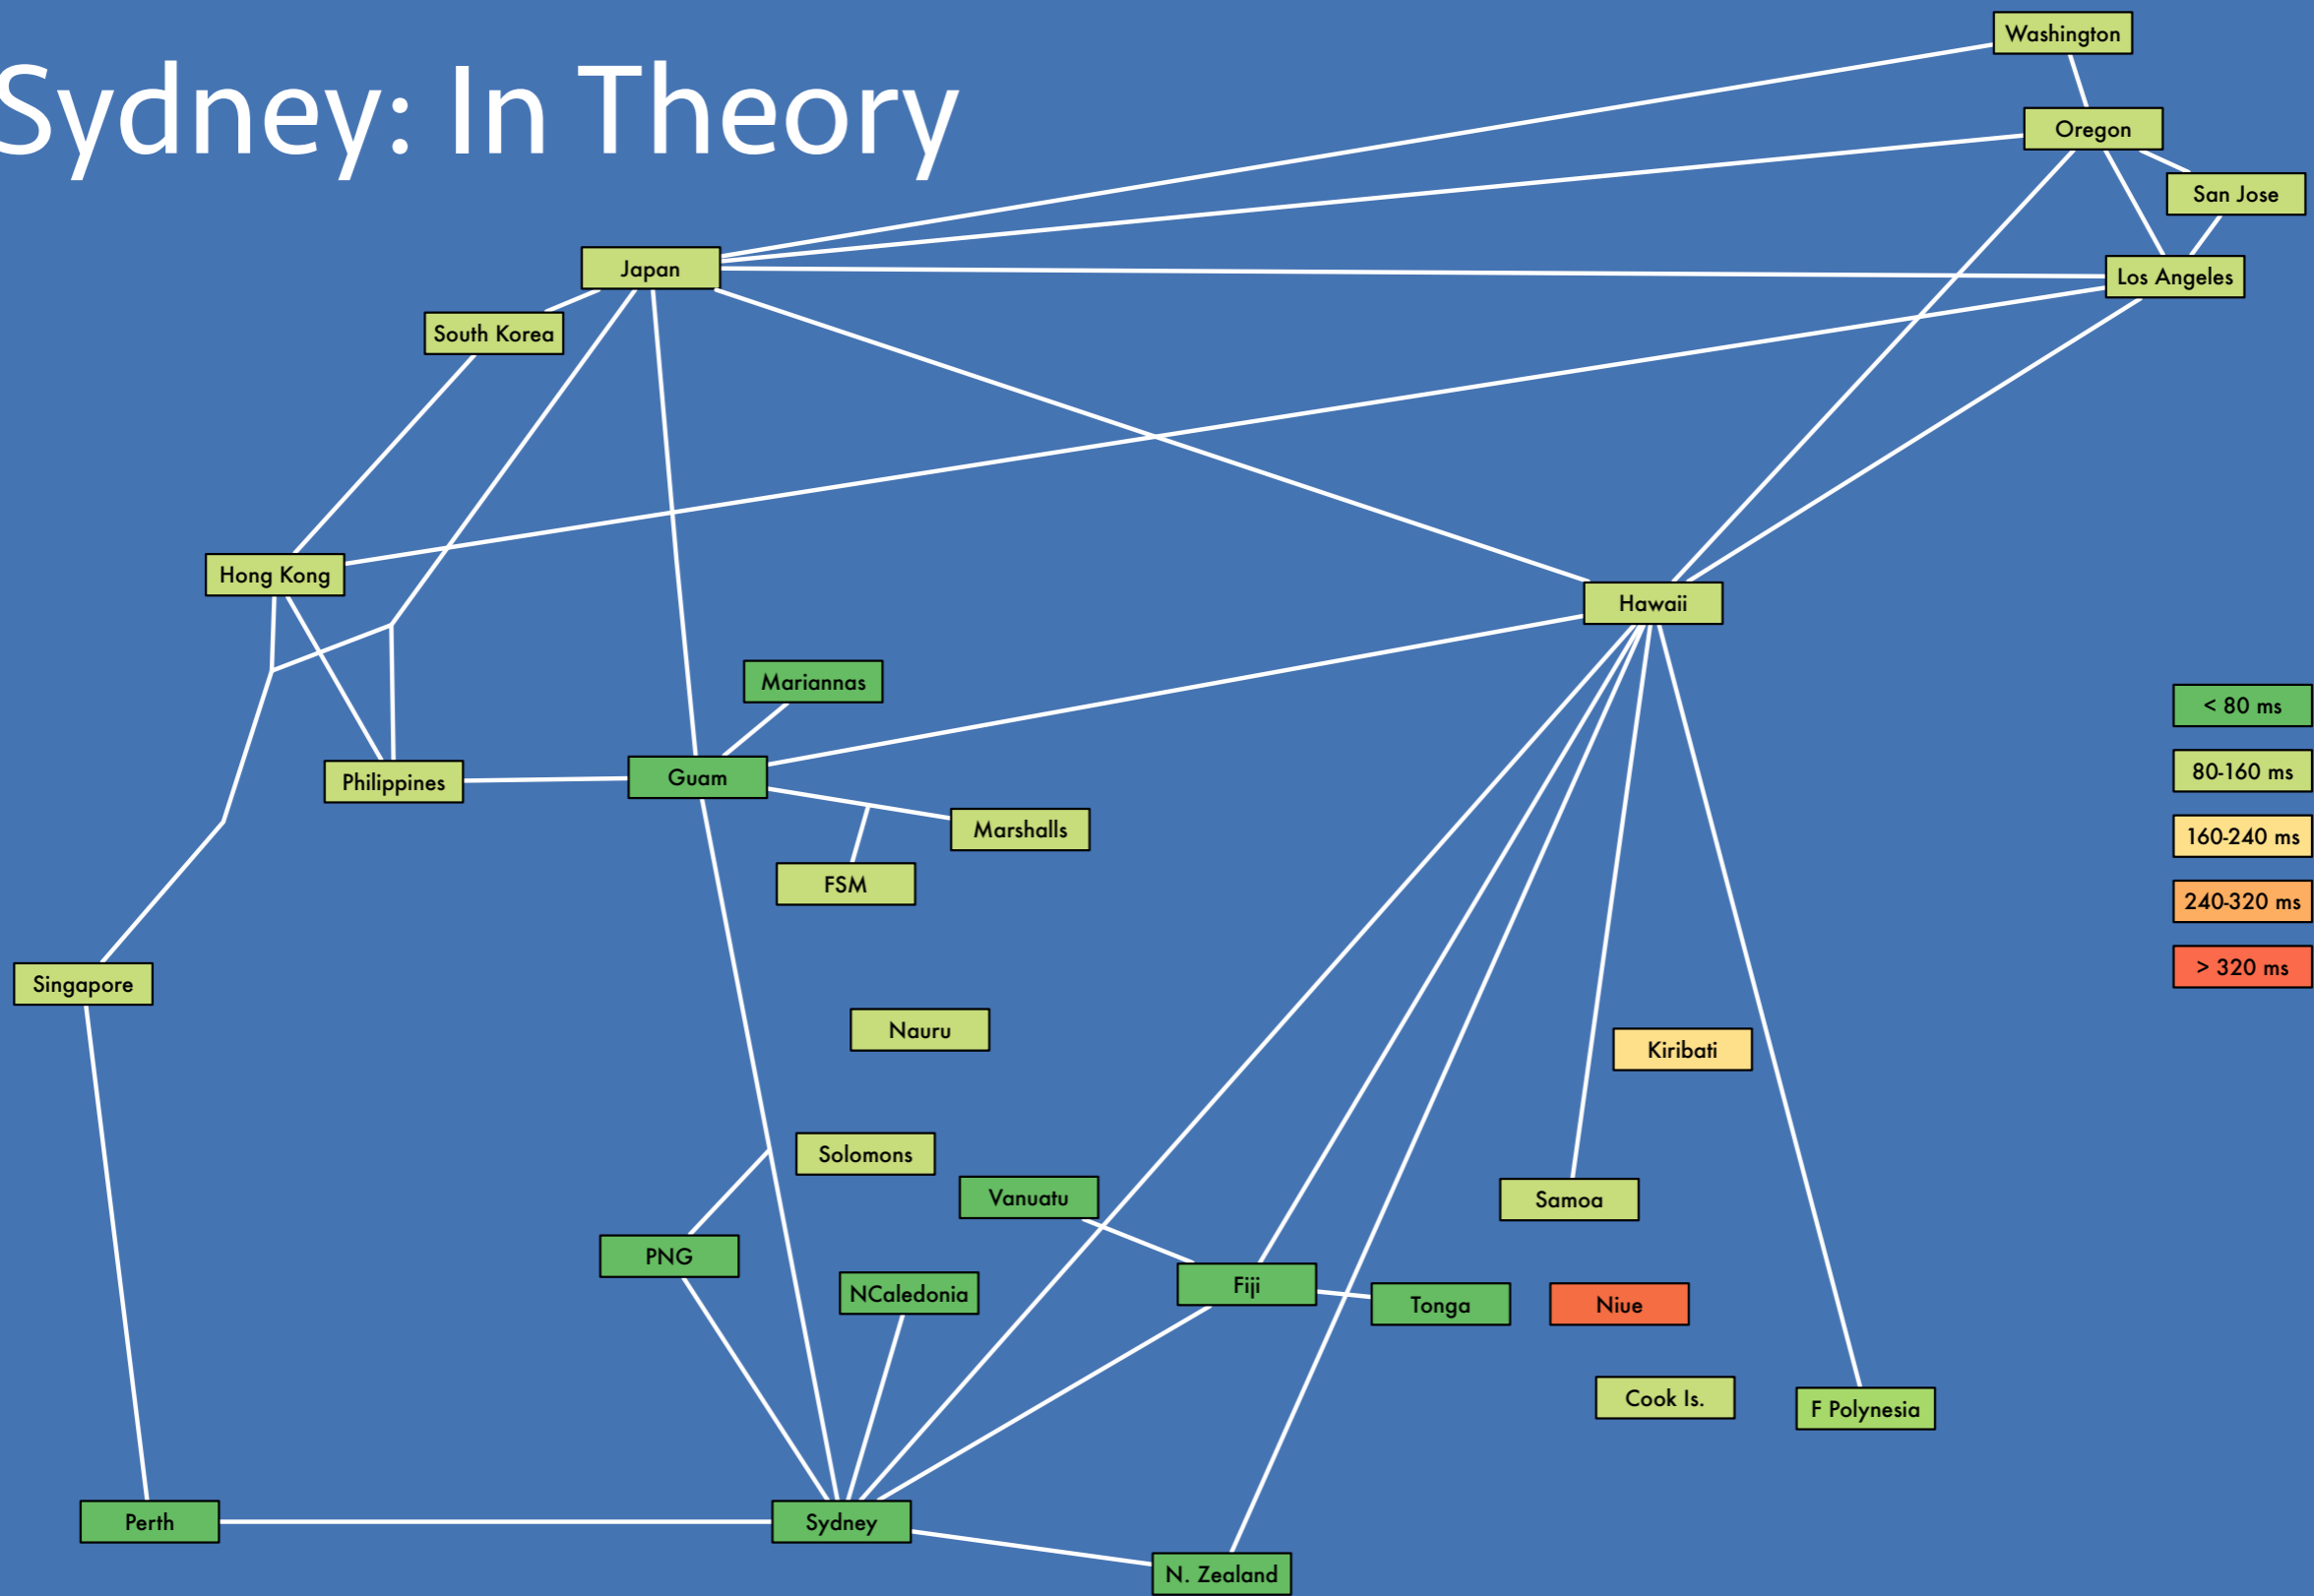 Sydney: In Theory
Washington
Oregon
San Jose
Japan
Los Angeles
South Korea
Hong Kong
Hawaii
Mariannas
< 80 ms
Philippines
Guam
80-160 ms
Marshalls
160-240 ms
FSM
240-320 ms
Singapore
> 320 ms
Nauru
Kiribati
Solomons
Vanuatu
Samoa
PNG
NCaledonia
Fiji
Tonga
Niue
Cook Is.
F Polynesia
Perth
Sydney
N. Zealand